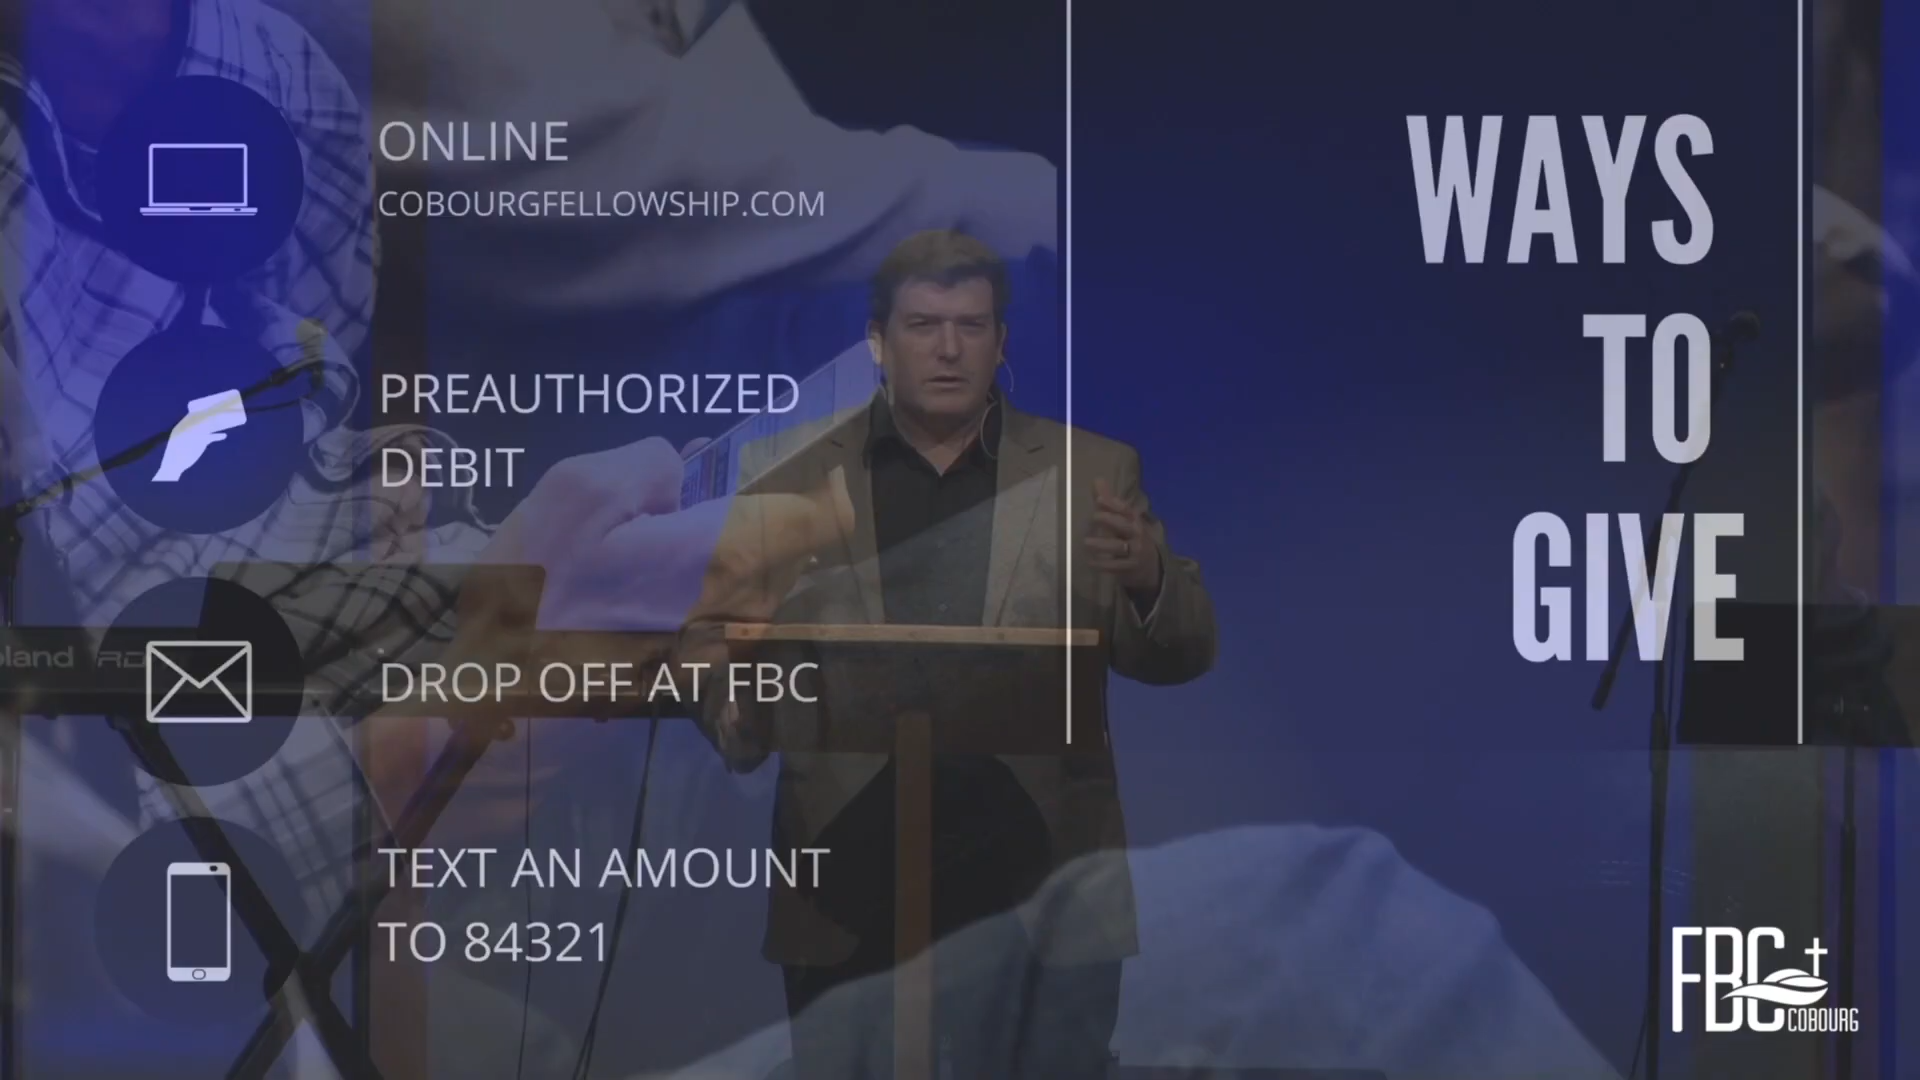 ONLINE
COBOURGFELLOWSHIP.COM
PREAUTHORIZED
DEBIT
DROP OFF AT FBC
TEXT AN AMOUNT
TO 84321
WAYS
TO
GIVE
FBC
COBOURG